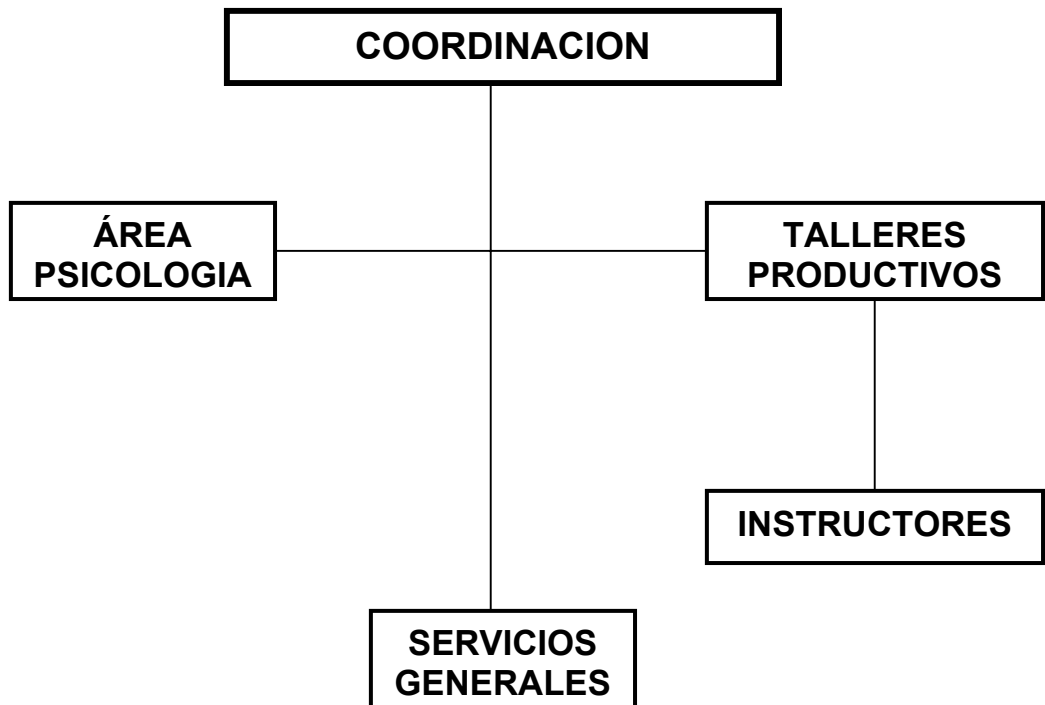 COORDINACION
ÁREA
PSICOLOGIA
TALLERES
PRODUCTIVOS
INSTRUCTORES
SERVICIOS
GENERALES